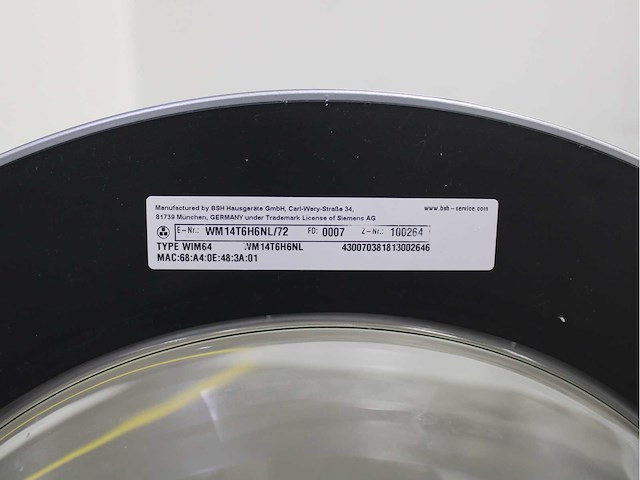 Manufactured by BSH Hausgeräte GmbH, Carl-Wery-Straße 34, www.bsh-service.com
81739 München, GERMANY under Trademark License of Siemens AG
E-Nr.: WM14T6H6NL/72 FD: 0007 Z-Nr.: 100264
TYPE WIM64 WM14T6H6NL 430070381813002646
MAC:68:A4:0E:48:3A:01